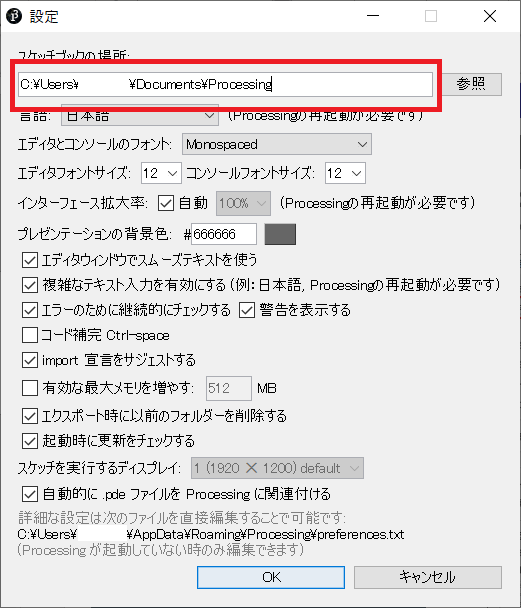 設定
スケッチブックの場所:
C:¥Users¥ ¥Documents¥Processing
参照
言語: 日本語 (Processingの再起動が必要です)
エディタとコンソールのフォント: Monospaced
エディタフォントサイズ: 12 コンソールフォントサイズ: 12
インターフェース拡大率: 自動 100% (Processingの再起動が必要です)
プレゼンテーションの背景色: #666666
エディタウィンドウでスムーズテキストを使う
複雑なテキスト入力を有効にする (例: 日本語, Processingの再起動が必要です)
エラーのために継続的にチェックする 警告を表示する
コード補完 Ctrl-space
import 宣言をサジェストする
有効な最大メモリを増やす: 512 MB
エクスポート時に以前のフォルダーを削除する
起動時に更新をチェックする
スケッチを実行するディスプレイ: 1 (1920 × 1200) default
自動的に .pde ファイルを Processing に関連付ける
詳細な設定は次のファイルを直接編集することで可能です:
C:¥Users¥ ¥AppData¥Roaming¥Processing¥preferences.txt
(Processing が起動していない時のみ編集できます)
OK キャンセル